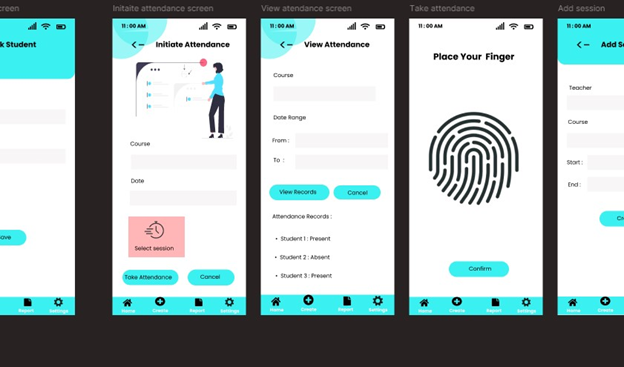 screen
Initaite attendance screen
View attendance screen
Take attendance
Add session
k Student
ave
Report
Settings
11 : 00 AM
Initiate Attendance
Course
Date
Select session
Take Attendance
Cancel
Home
Create
Report
Settings
11 : 00 AM
View Attendance
Course
Date Range
From :
To :
View Records
Cancel
Attendance Records :
• Student 1 : Present
• Student 2 : Absent
• Student 3 : Present
Home
Create
Report
Settings
11 : 00 AM
Place Your Finger
Confirm
Home
Create
Report
Settings
11 : 00 AM
Add S
Teacher
Course
Start :
End :
Cr
Home
Create